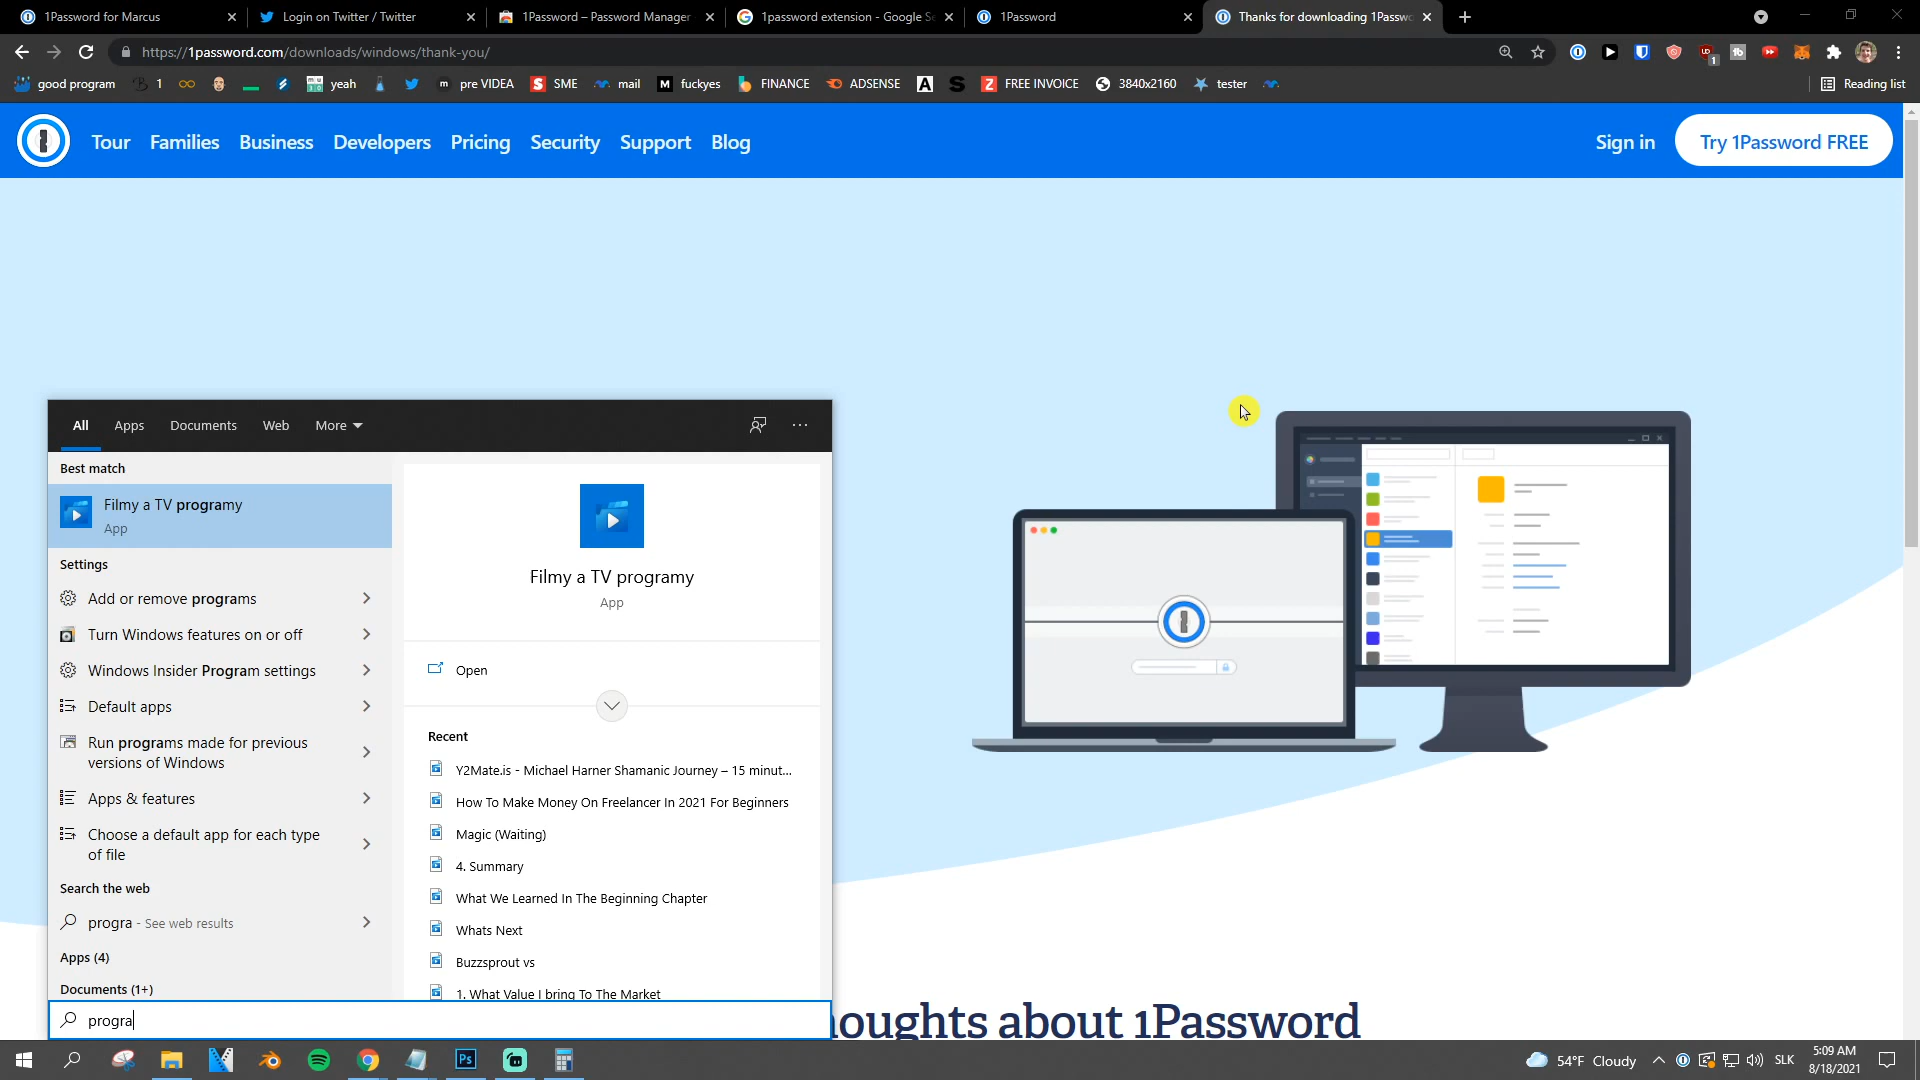 1Password for Marcus
Login on Twitter / Twitter
1Password – Password Manager
1password extension - Google Se
1Password
Thanks for downloading 1Passwo
https://1password.com/downloads/windows/thank-you/
good program
1
yeah
pre VIDEA
SME
mail
fuckyes
FINANCE
ADSENSE
FREE INVOICE
3840x2160
tester
Reading list
Tour
Families
Business
Developers
Pricing
Security
Support
Blog
Sign in
Try 1Password FREE
All
Apps
Documents
Web
More
Best match
Filmy a TV programy
App
Settings
Add or remove programs
Turn Windows features on or off
Windows Insider Program settings
Default apps
Run programs made for previous
versions of Windows
Apps & features
Choose a default app for each type
of file
Search the web
progra - See web results
Apps (4)
Documents (1+)
progra
Filmy a TV programy
App
Open
Recent
Y2Mate.is - Michael Harner Shamanic Journey – 15 minut...
How To Make Money On Freelancer In 2021 For Beginners
Magic (Waiting)
4. Summary
What We Learned In The Beginning Chapter
Whats Next
Buzzsprout vs
1. What Value I bring To The Market
houghts about 1Password
Ps
54°F Cloudy
SLK
5:09 AM
8/18/2021